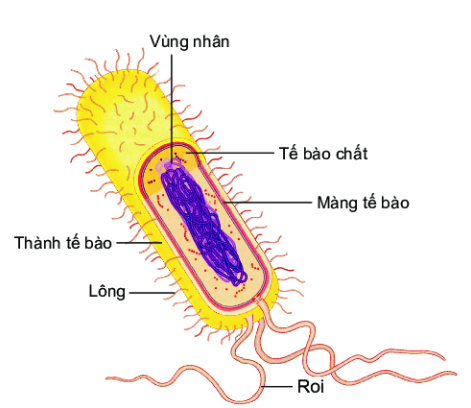 Vùng nhân
Tế bào chất
Màng tế bào
Thành tế bào
Lông
Roi